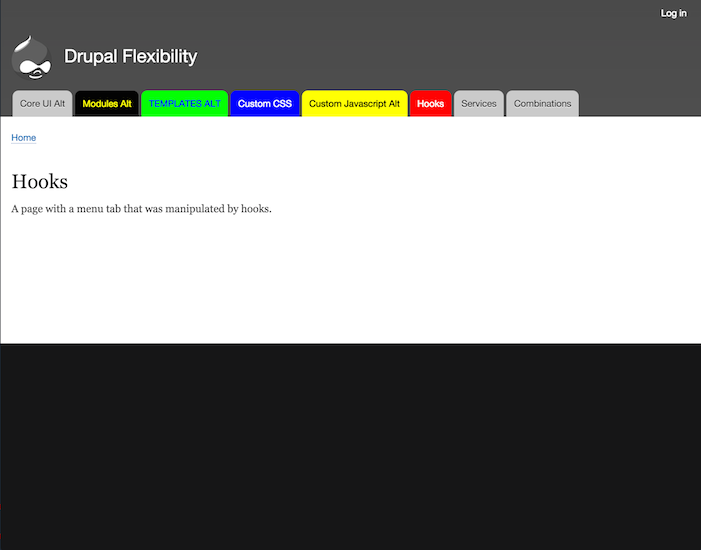 Log in
Drupal Flexibility
Core UI Alt Modules Alt TEMPLATES ALT Custom CSS Custom Javascript Alt Hooks Services Combinations
Home
Hooks
A page with a menu tab that was manipulated by hooks.